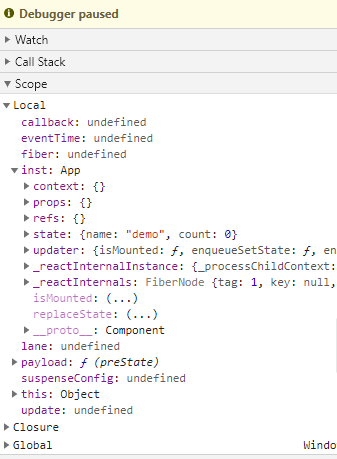 Debugger paused
Watch
Call Stack
Scope
Local
callback: undefined
eventTime: undefined
fiber: undefined
inst: App
context: {}
props: {}
refs: {}
state: {name: "demo", count: 0}
updater: {isMounted: ƒ, enqueueSetState: ƒ, en
_reactInternalInstance: {_processChildContext:
_reactInternals: FiberNode {tag: 1, key: null,
isMounted: (...)
replaceState: (...)
__proto__: Component
lane: undefined
payload: ƒ (preState)
suspenseConfig: undefined
this: Object
update: undefined
Closure
Global Windo